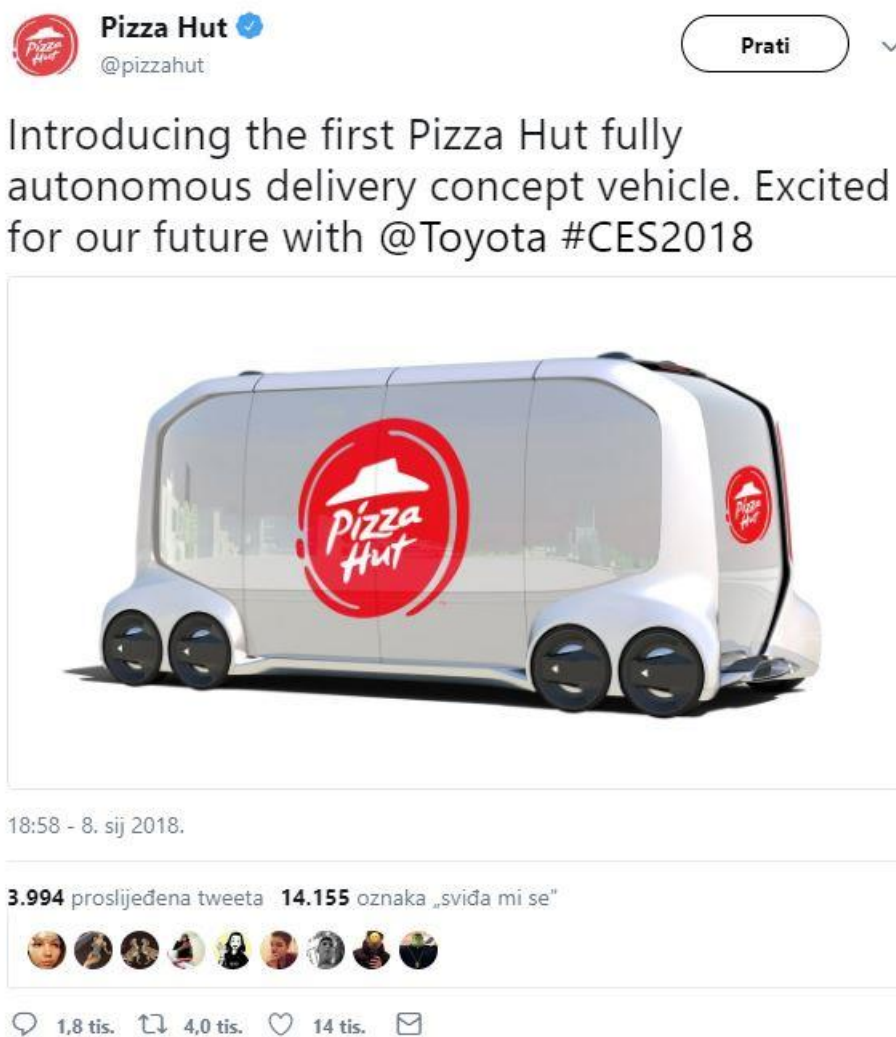 Pizza Hut
@pizzahut
Prati
Introducing the first Pizza Hut fully
autonomous delivery concept vehicle. Excited
for our future with @Toyota #CES2018
Pizza
Hut
Pizza
Hut
18:58 - 8. sij 2018.
3.994 proslijeđena tweeta 14.155 oznaka „sviđa mi se”
1,8 tis. 4,0 tis. 14 tis.